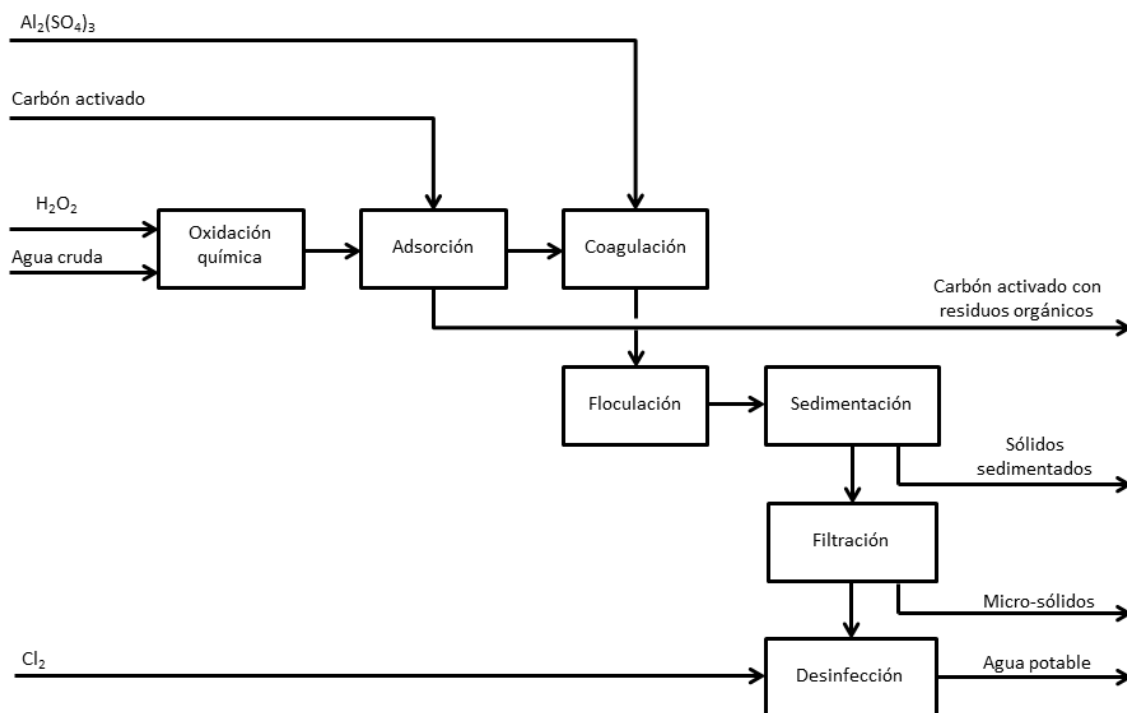 Al₂(SO₄)₃
Carbón activado
H₂O₂
Agua cruda
Oxidación
química
Adsorción
Coagulación
Carbón activado con
residuos orgánicos
Floculación
Sedimentación
Sólidos
sedimentados
Filtración
Micro-sólidos
Cl₂
Desinfección
Agua potable